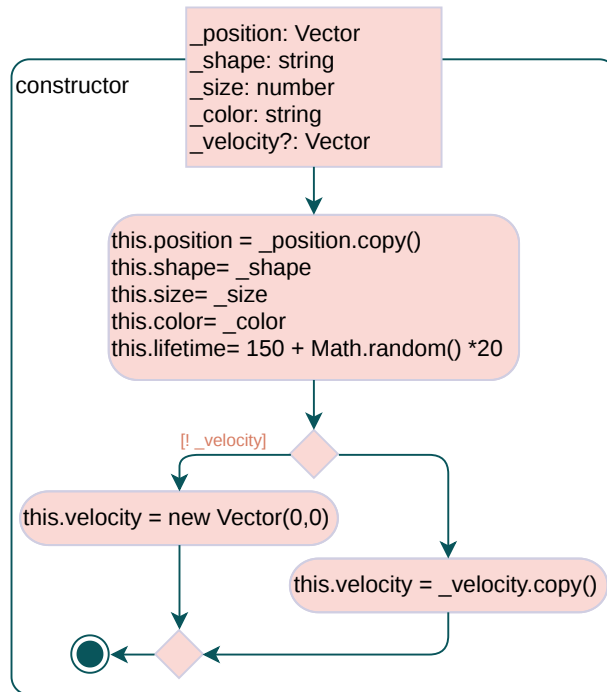 _position: Vector
_shape: string
_size: number
_color: string
_velocity?: Vector
constructor
this.position = _position.copy()
this.shape= _shape
this.size= _size
this.color= _color
this.lifetime= 150 + Math.random() *20
[! _velocity]
this.velocity = new Vector(0,0)
this.velocity = _velocity.copy()